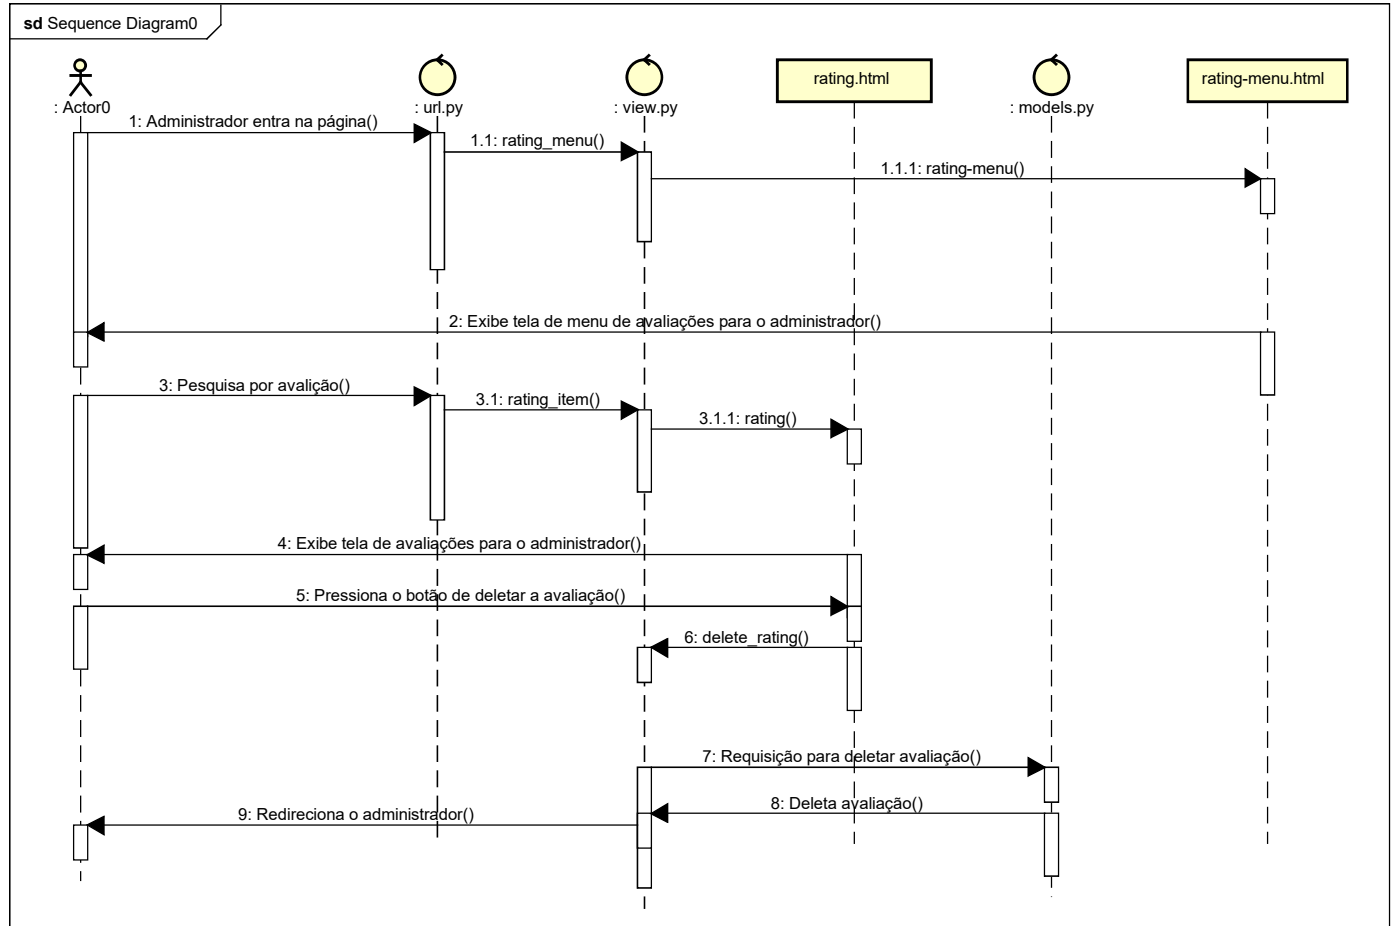 sd Sequence Diagram0
: Actor0
: url.py
: view.py
rating.html
: models.py
rating-menu.html
1: Administrador entra na página()
1.1: rating_menu()
1.1.1: rating-menu()
2: Exibe tela de menu de avaliações para o administrador()
3: Pesquisa por avalição()
3.1: rating_item()
3.1.1: rating()
4: Exibe tela de avaliações para o administrador()
5: Pressiona o botão de deletar a avaliação()
6: delete_rating()
7: Requisição para deletar avaliação()
8: Deleta avaliação()
9: Redireciona o administrador()